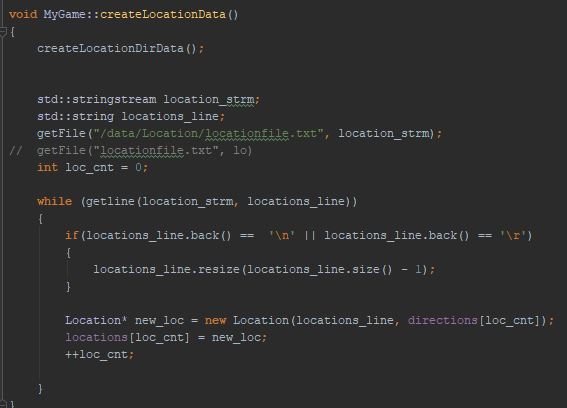 void MyGame::createLocationData()
{
    createLocationDirData();
    std::stringstream location_strm;
    std::string locations_line;
    getFile("/data/Location/locationfile.txt", location_strm);
//  getFile("locationfile.txt", lo)
    int loc_cnt = 0;
    while (getline(location_strm, locations_line))
    {
        if(locations_line.back() ==  '\n' || locations_line.back() == '\r')
        {
            locations_line.resize(locations_line.size() - 1);
        }
        Location* new_loc = new Location(locations_line, directions[loc_cnt]);
        locations[loc_cnt] = new_loc;
        ++loc_cnt;
    }
}